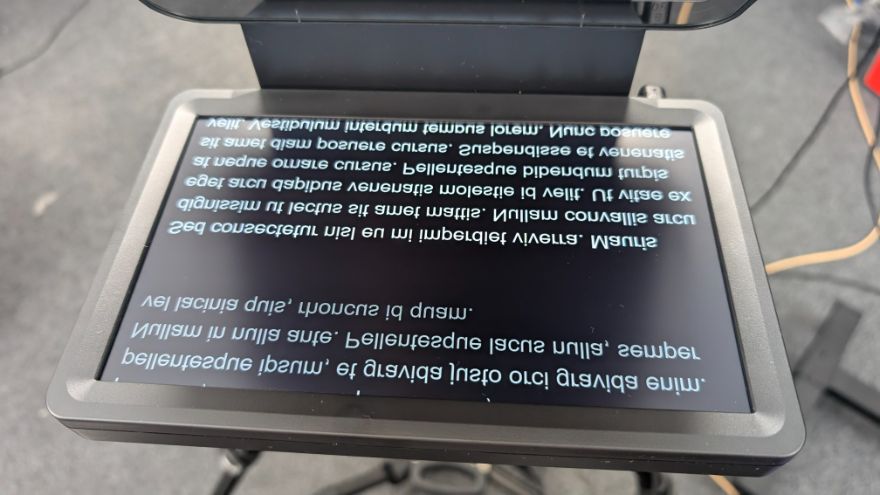 pellentesque ipsum, et gravida justo orci gravida enim.
Nullam in nulla ante. Pellentesque lacus nulla, semper
vel lacinia quis, rhoncus id quam.
Sed consectetur nisl eu mi imperdiet viverra. Mauris
dignissim ut lectus sit amet mattis. Nullam convallis arcu
eget arcu dapibus venenatis molestie id velit. Ut vitae ex
at neque ornare cursus. Pellentesque bibendum turpis
sit amet diam posuere cursus. Suspendisse et venenatis
velit. Vestibulum interdum tempus lorem. Nunc posuere